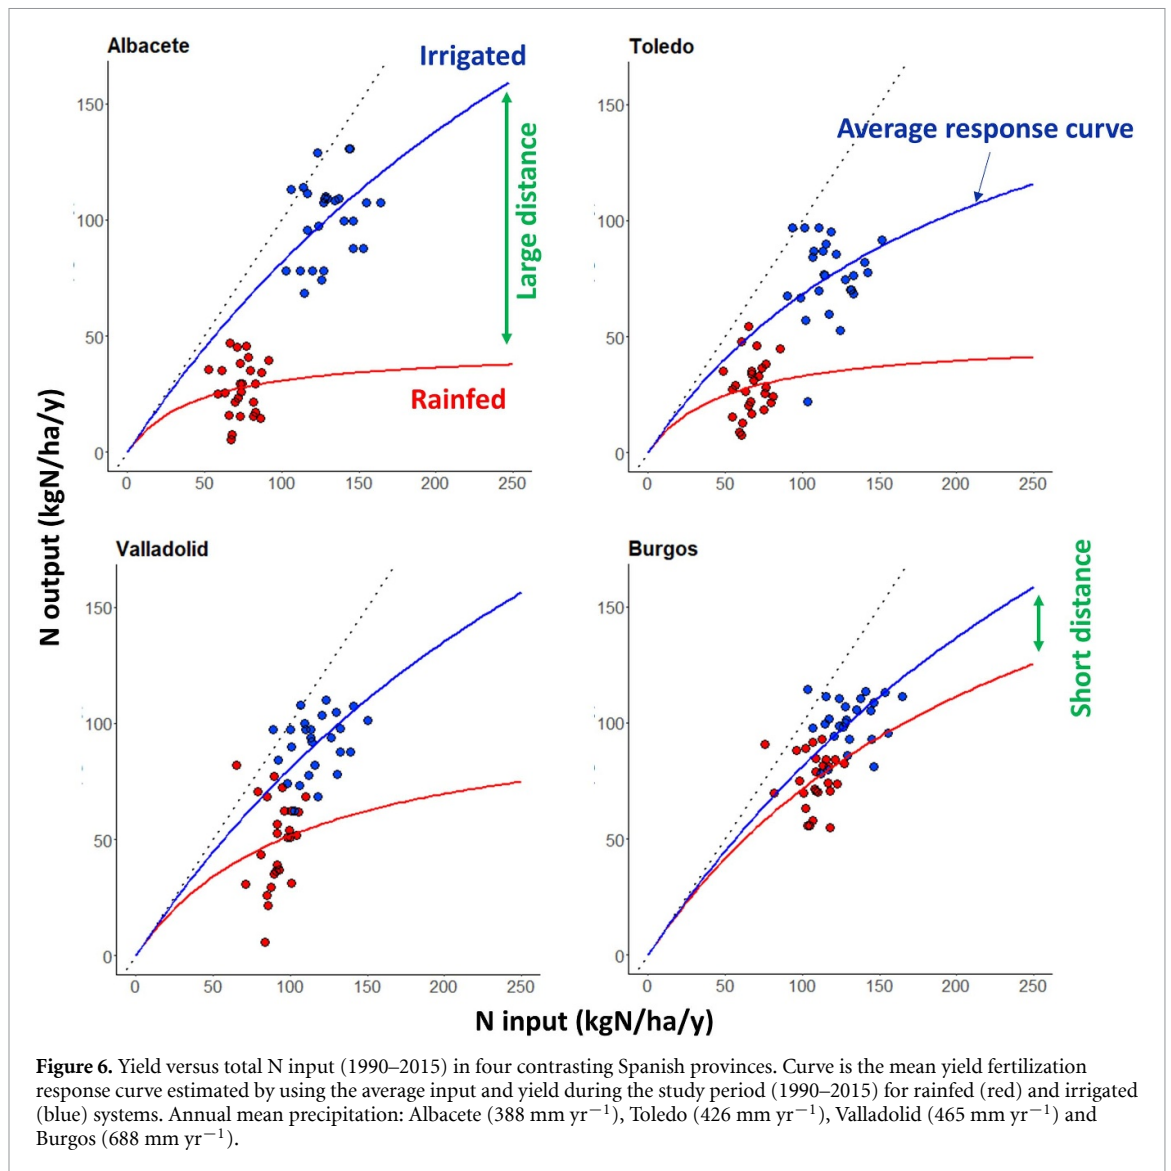 Albacete
Irrigated
150
100
50
0
Large distance
Rainfed
0 50 100 150 200 250
Toledo
Average response curve
150
100
50
0
0 50 100 150 200 250
N output (kgN/ha/y)
Valladolid
150
100
50
0
0 50 100 150 200 250
Burgos
150
100
50
0
Short distance
0 50 100 150 200 250
N input (kgN/ha/y)
Figure 6. Yield versus total N input (1990–2015) in four contrasting Spanish provinces. Curve is the mean yield fertilization
response curve estimated by using the average input and yield during the study period (1990–2015) for rainfed (red) and irrigated
(blue) systems. Annual mean precipitation: Albacete (388 mm yr⁻¹), Toledo (426 mm yr⁻¹), Valladolid (465 mm yr⁻¹) and
Burgos (688 mm yr⁻¹).